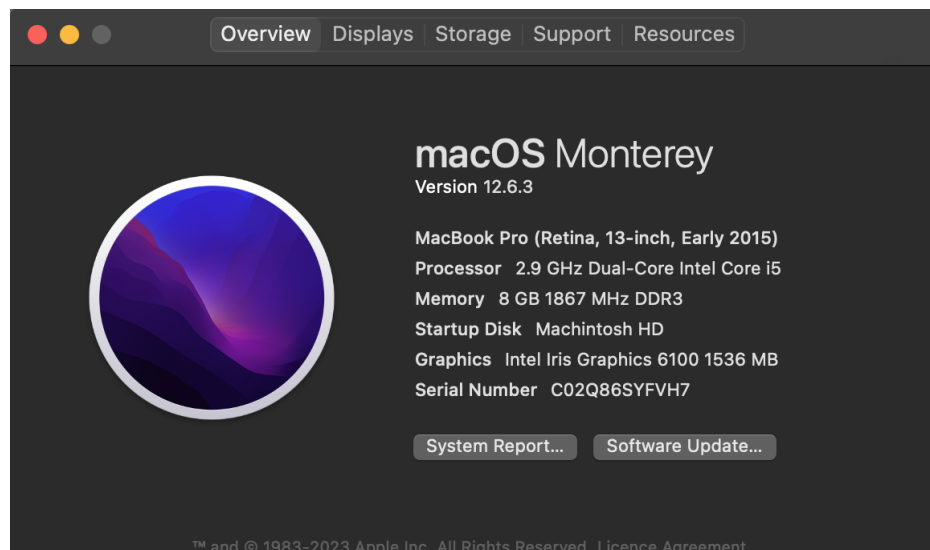 Overview Displays Storage Support Resources
macOS Monterey
Version 12.6.3
MacBook Pro (Retina, 13-inch, Early 2015)
Processor 2.9 GHz Dual-Core Intel Core i5
Memory 8 GB 1867 MHz DDR3
Startup Disk Machintosh HD
Graphics Intel Iris Graphics 6100 1536 MB
Serial Number C02Q86SYFVH7
System Report... Software Update...
™ and © 1983-2023 Apple Inc. All Rights Reserved. Licence Agreement